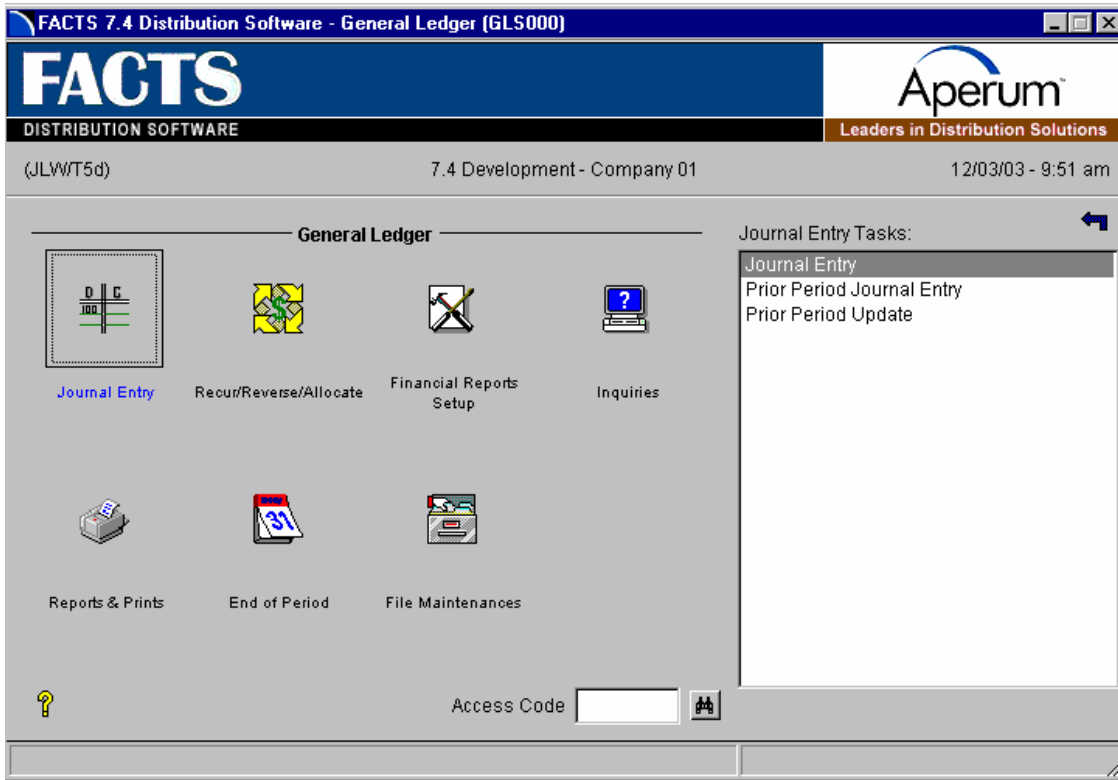 FACTS 7.4 Distribution Software - General Ledger (GLS000)
FACTS
DISTRIBUTION SOFTWARE
Aperum™
Leaders in Distribution Solutions
(JLW/T5d)
7.4 Development - Company 01
12/03/03 - 9:51 am
General Ledger
Journal Entry
Recur/Reverse/Allocate
Financial Reports
Setup
Inquiries
Reports & Prints
End of Period
File Maintenances
Journal Entry Tasks:
Journal Entry
Prior Period Journal Entry
Prior Period Update
D C
100
$
?
31
?
Access Code